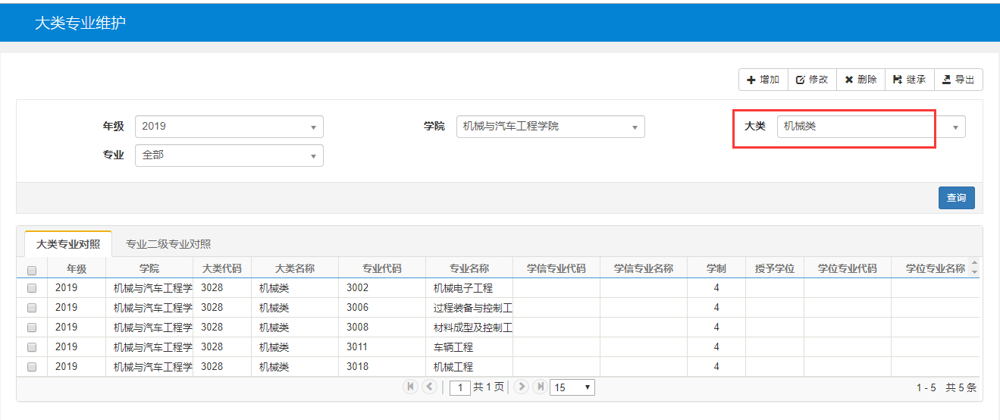 大类专业维护
增加 修改 删除 继承 导出
年级 2019 学院 机械与汽车工程学院 大类 机械类
专业 全部
查询
大类专业对照 专业二级专业对照
年级 学院 大类代码 大类名称 专业代码 专业名称 学信专业代码 学信专业名称 学制 授予学位 学位专业代码 学位专业名称
2019 机械与汽车工程学 3028 机械类 3002 机械电子工程 4
2019 机械与汽车工程学 3028 机械类 3006 过程装备与控制工 4
2019 机械与汽车工程学 3028 机械类 3008 材料成型及控制工 4
2019 机械与汽车工程学 3028 机械类 3011 车辆工程 4
2019 机械与汽车工程学 3028 机械类 3018 机械工程 4
1 共 1 页 15 1 - 5 共 5 条